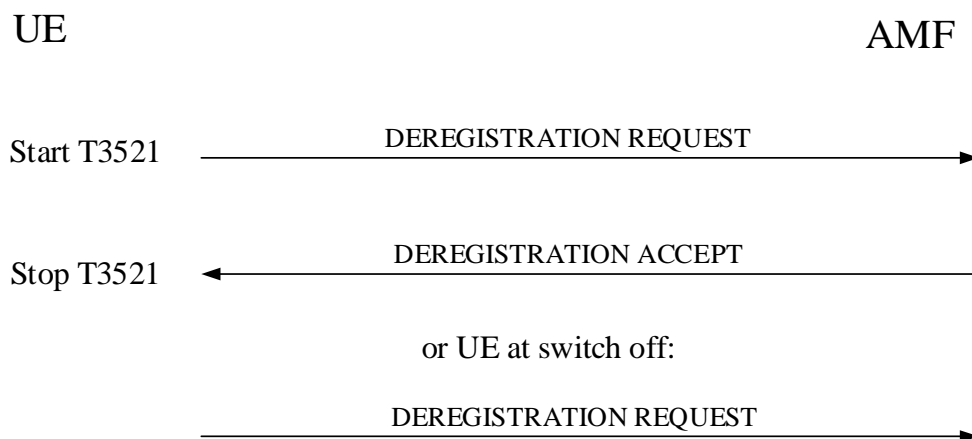 UE
AMF
Start T3521
DEREGISTRATION REQUEST
Stop T3521
DEREGISTRATION ACCEPT
or UE at switch off:
DEREGISTRATION REQUEST